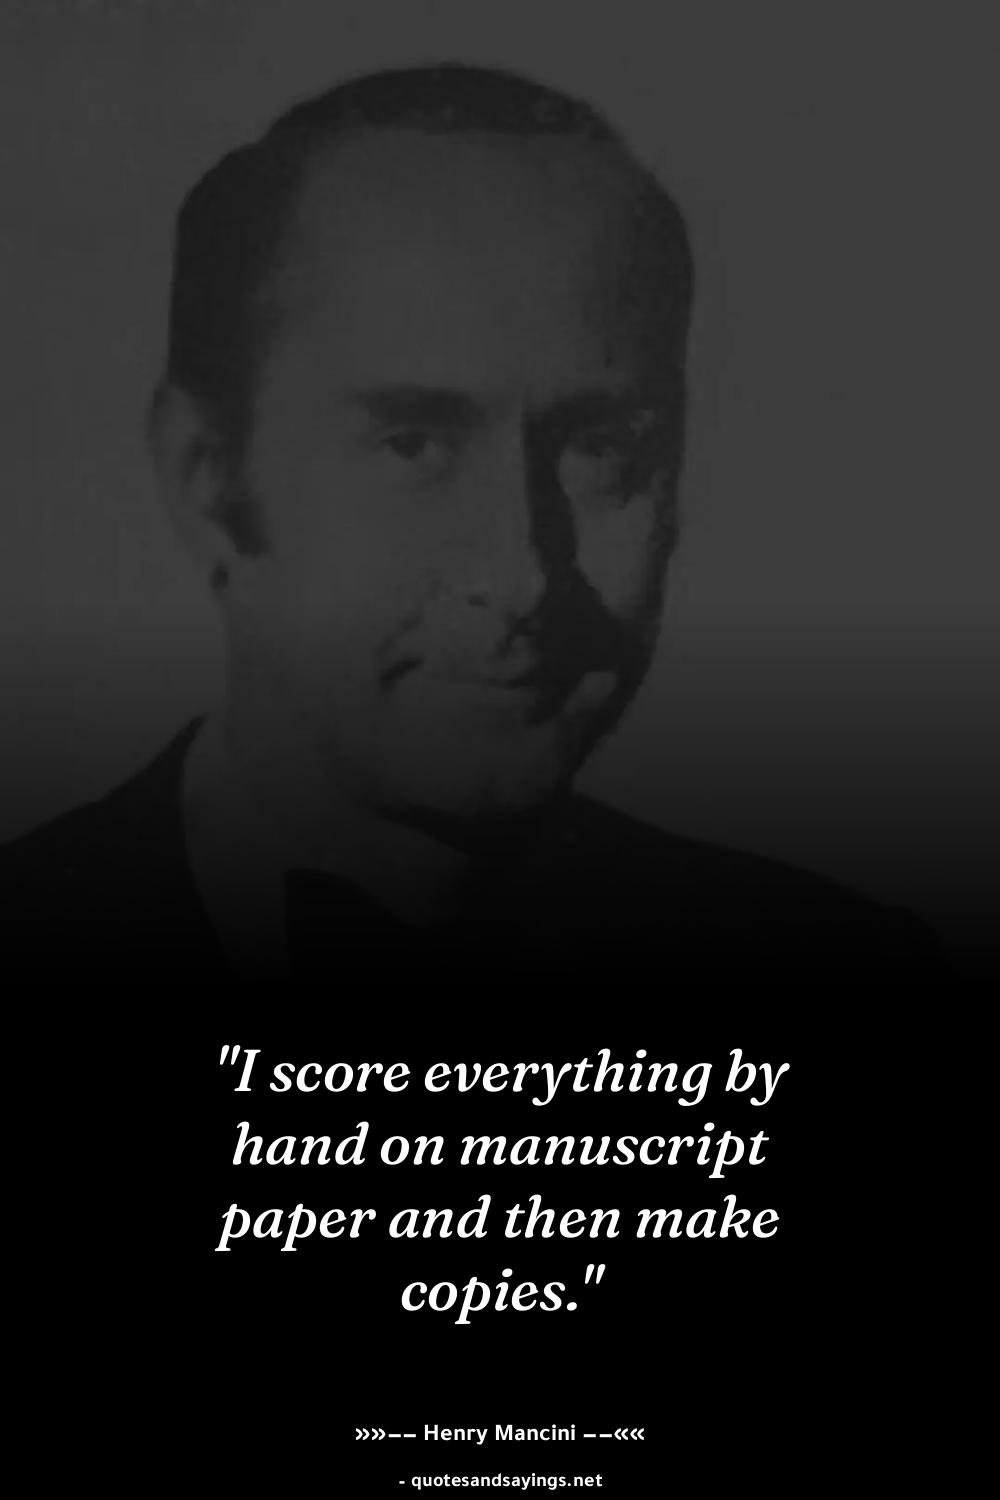 "I score everything by
hand on manuscript
paper and then make
copies."
»»−− Henry Mancini −−««
- quotesandsayings.net